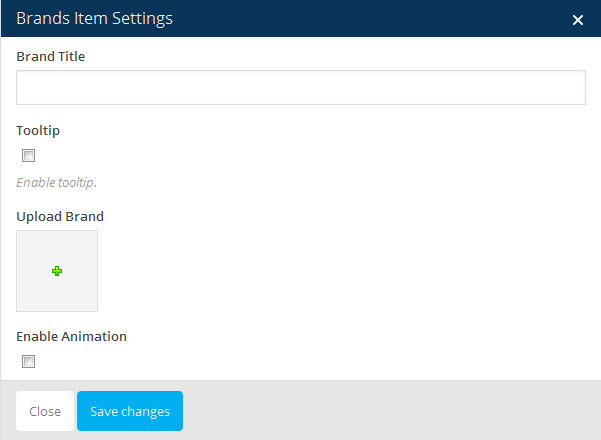 Brands Item Settings
Brand Title
Tooltip
Enable tooltip.
Upload Brand
Enable Animation
Close Save changes